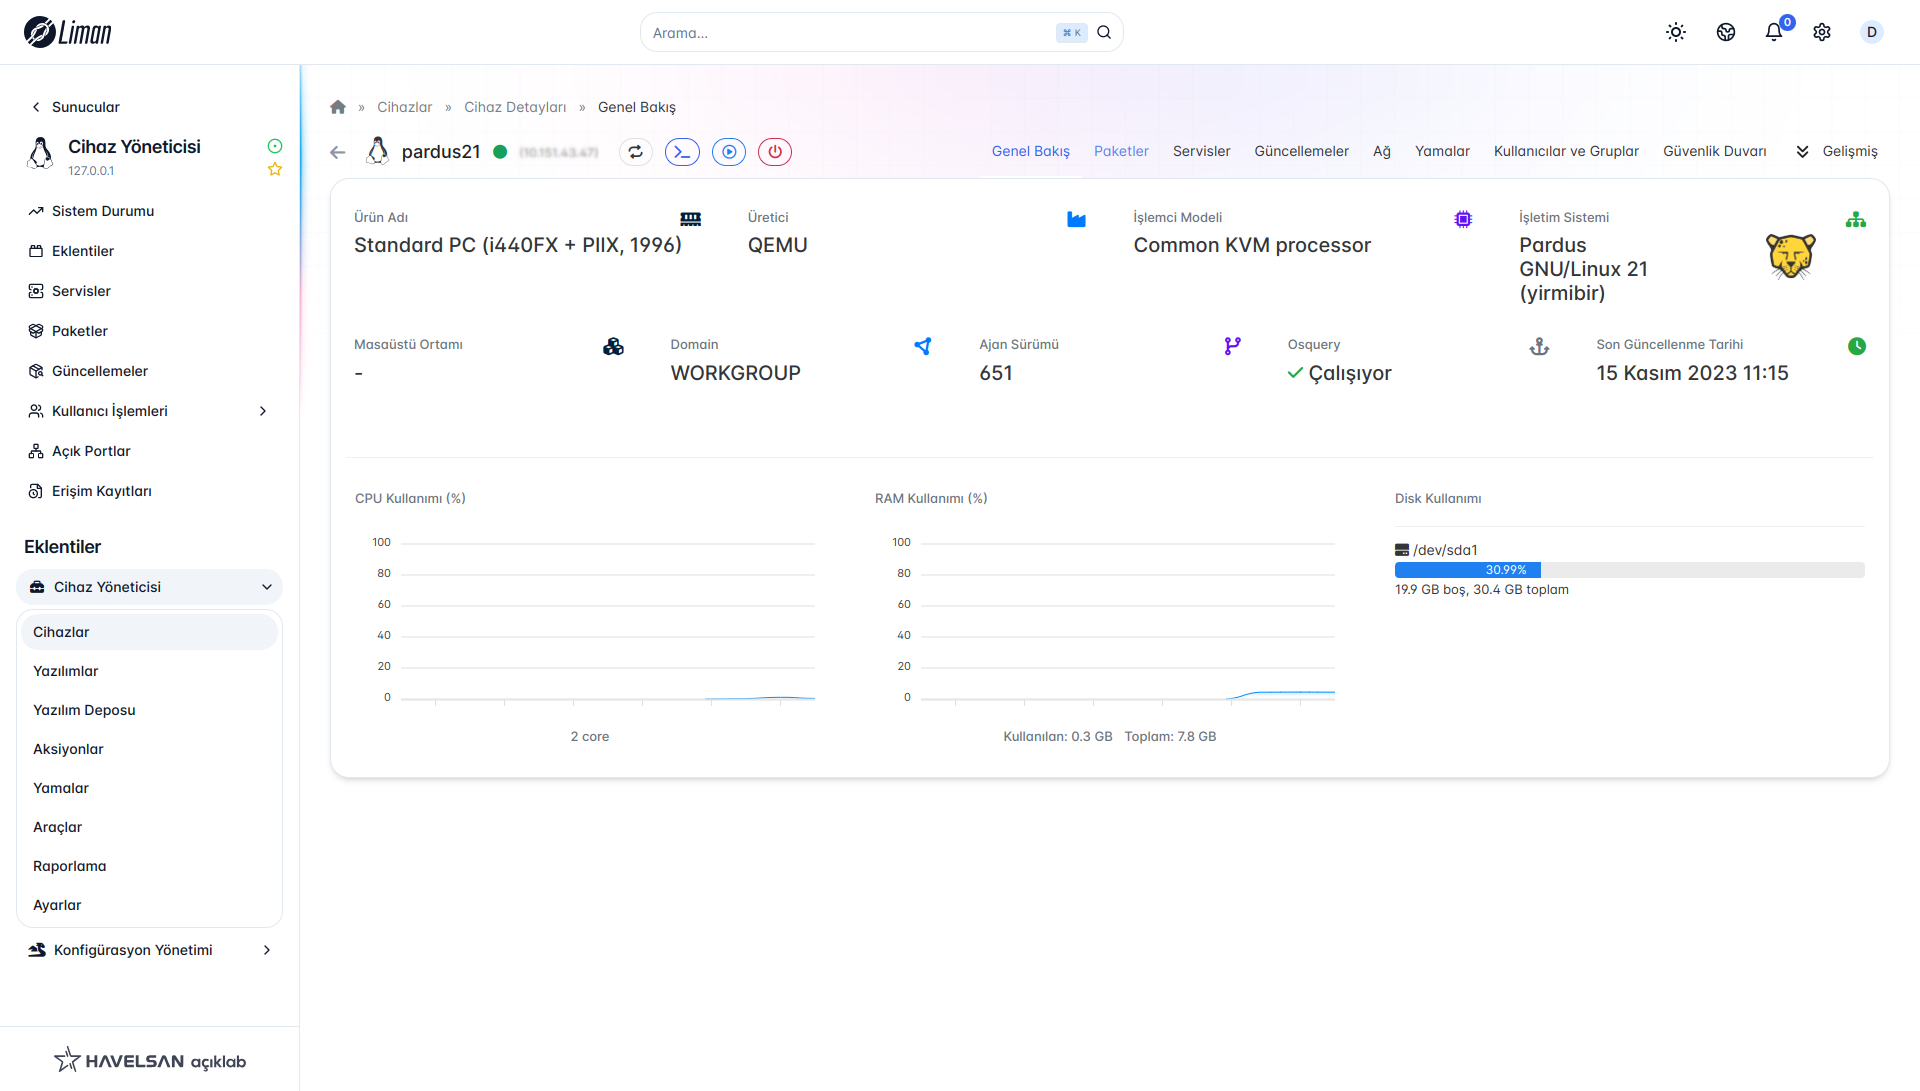 Liman
Arama...
⌘ K
0
D
Sunucular
Cihaz Yöneticisi
127.0.0.1
Sistem Durumu
Eklentiler
Servisler
Paketler
Güncellemeler
Kullanıcı İşlemleri
Açık Portlar
Erişim Kayıtları
Eklentiler
Cihaz Yöneticisi
Cihazlar
Yazılımlar
Yazılım Deposu
Aksiyonlar
Yamalar
Araçlar
Raporlama
Ayarlar
Konfigürasyon Yönetimi
HAVELSAN açıklab
» Cihazlar » Cihaz Detayları » Genel Bakış
pardus21
Genel Bakış Paketler Servisler Güncellemeler Ağ Yamalar Kullanıcılar ve Gruplar Güvenlik Duvarı Gelişmiş
Ürün Adı
Standard PC (i440FX + PIIX, 1996)
Üretici
QEMU
İşlemci Modeli
Common KVM processor
İşletim Sistemi
Pardus
GNU/Linux 21
(yirmibir)
Masaüstü Ortamı
-
Domain
WORKGROUP
Ajan Sürümü
651
Osquery
Çalışıyor
Son Güncellenme Tarihi
15 Kasım 2023 11:15
CPU Kullanımı (%)
100
80
60
40
20
0
2 core
RAM Kullanımı (%)
100
80
60
40
20
0
Kullanılan: 0.3 GB Toplam: 7.8 GB
Disk Kullanımı
/dev/sda1
30.99%
19.9 GB boş, 30.4 GB toplam